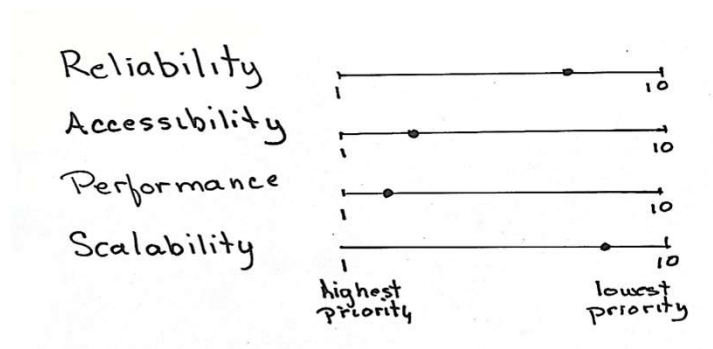 Reliability
1 10
Accessibility
1 10
Performance
1 10
Scalability
1 10
highest lowest
priority priority